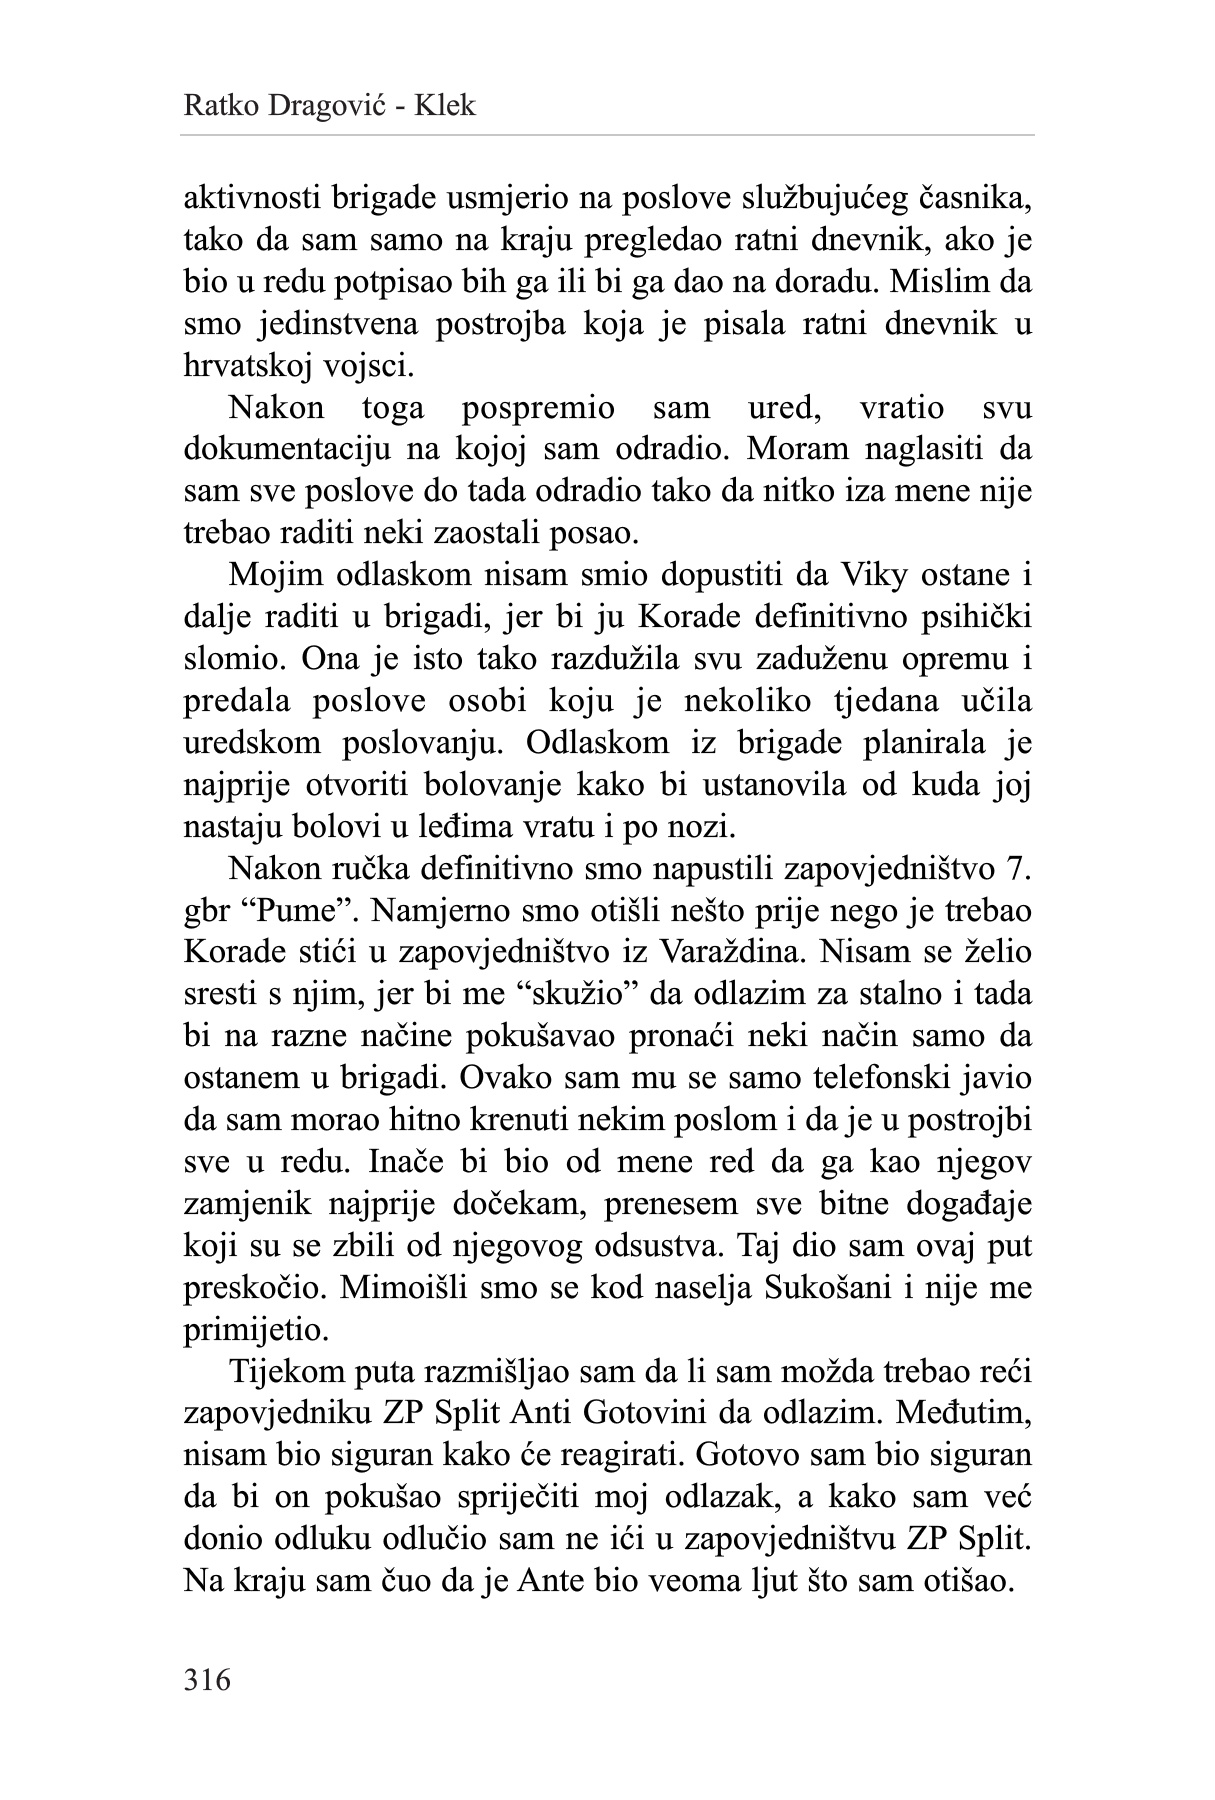 Ratko Dragović - Klek
aktivnosti brigade usmjerio na poslove službujućeg časnika,
tako da sam samo na kraju pregledao ratni dnevnik, ako je
bio u redu potpisao bih ga ili bi ga dao na doradu. Mislim da
smo jedinstvena postrojba koja je pisala ratni dnevnik u
hrvatskoj vojsci.
Nakon toga pospremio sam ured, vratio svu
dokumentaciju na kojoj sam odradio. Moram naglasiti da
sam sve poslove do tada odradio tako da nitko iza mene nije
trebao raditi neki zaostali posao.
Mojim odlaskom nisam smio dopustiti da Viky ostane i
dalje raditi u brigadi, jer bi ju Korade definitivno psihički
slomio. Ona je isto tako razdužila svu zaduženu opremu i
predala poslove osobi koju je nekoliko tjedana učila
uredskom poslovanju. Odlaskom iz brigade planirala je
najprije otvoriti bolovanje kako bi ustanovila od kuda joj
nastaju bolovi u leđima vratu i po nozi.
Nakon ručka definitivno smo napustili zapovjedništvo 7.
gbr “Pume”. Namjerno smo otišli nešto prije nego je trebao
Korade stići u zapovjedništvo iz Varaždina. Nisam se želio
sresti s njim, jer bi me “skužio” da odlazim za stalno i tada
bi na razne načine pokušavao pronaći neki način samo da
ostanem u brigadi. Ovako sam mu se samo telefonski javio
da sam morao hitno krenuti nekim poslom i da je u postrojbi
sve u redu. Inače bi bio od mene red da ga kao njegov
zamjenik najprije dočekam, prenesem sve bitne događaje
koji su se zbili od njegovog odsustva. Taj dio sam ovaj put
preskočio. Mimoišli smo se kod naselja Sukošani i nije me
primijetio.
Tijekom puta razmišljao sam da li sam možda trebao reći
zapovjedniku ZP Split Anti Gotovini da odlazim. Međutim,
nisam bio siguran kako će reagirati. Gotovo sam bio siguran
da bi on pokušao spriječiti moj odlazak, a kako sam već
donio odluku odlučio sam ne ići u zapovjedništvu ZP Split.
Na kraju sam čuo da je Ante bio veoma ljut što sam otišao.
316